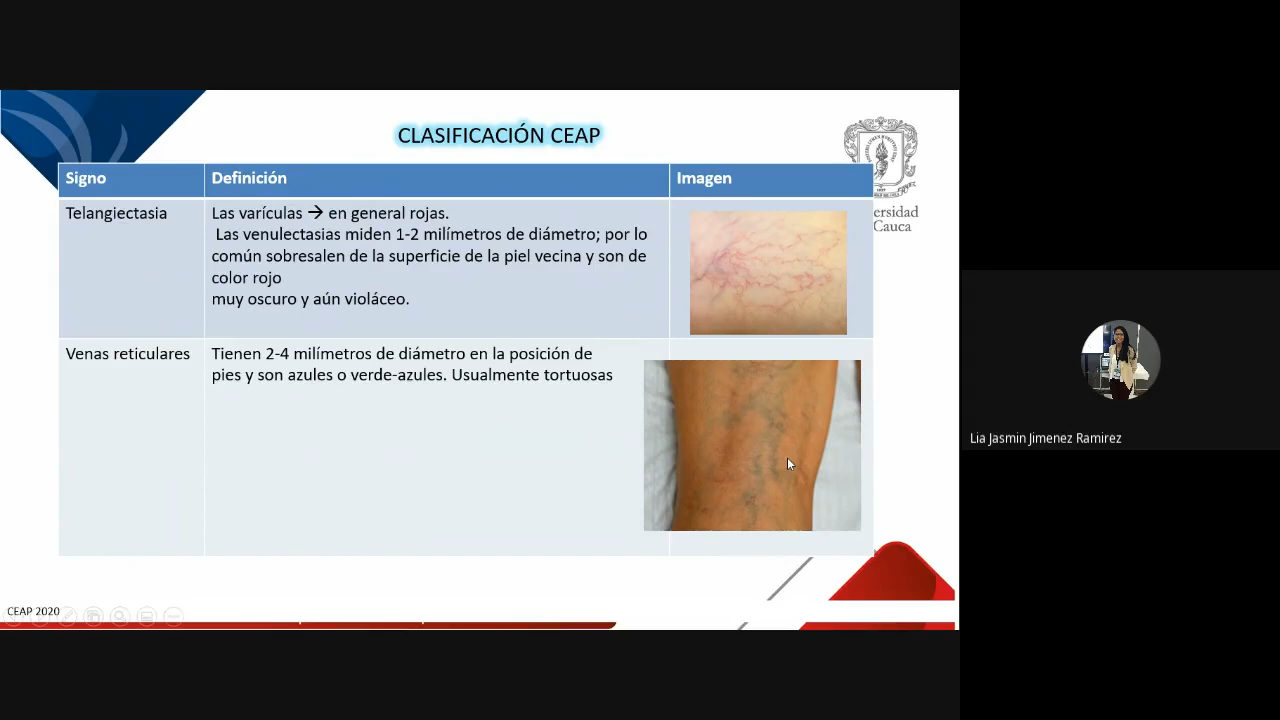 CLASIFICACIÓN CEAP
Signo
Definición
Imagen
Telangiectasia
Las varículas → en general rojas.
Las venulectasias miden 1-2 milímetros de diámetro; por lo
común sobresalen de la superficie de la piel vecina y son de
color rojo
muy oscuro y aún violáceo.
Venas reticulares
Tienen 2-4 milímetros de diámetro en la posición de
pies y son azules o verde-azules. Usualmente tortuosas
ersidad
Cauca
CEAP 2020
Lia Jasmin Jimenez Ramirez